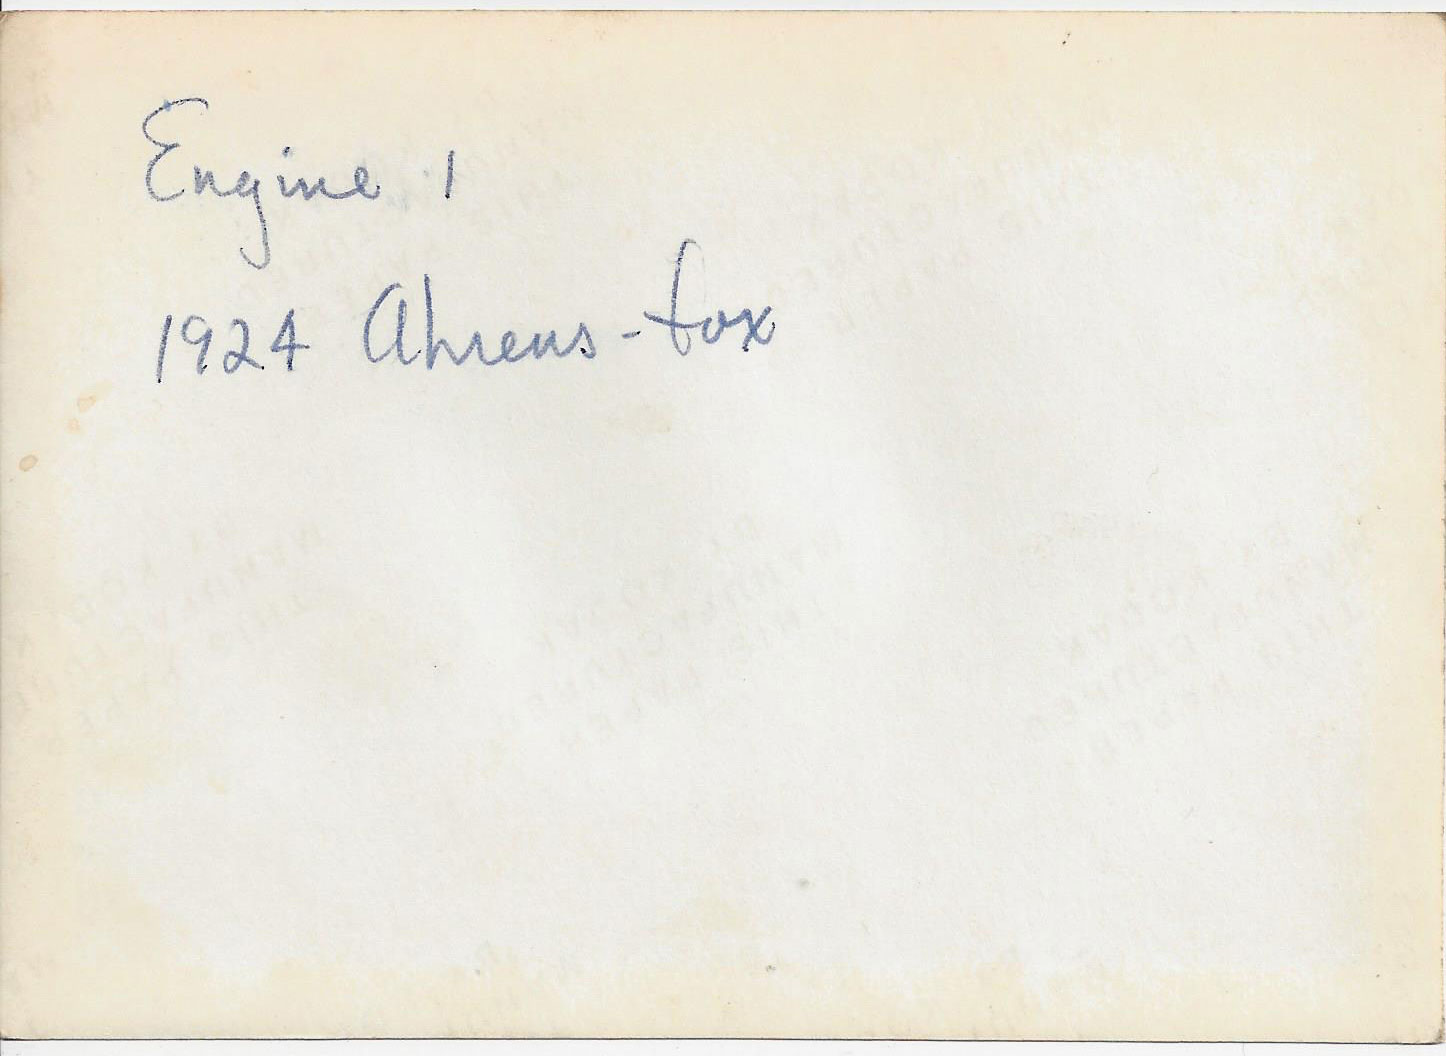 Engine 1
1924 Ahrens-Fox